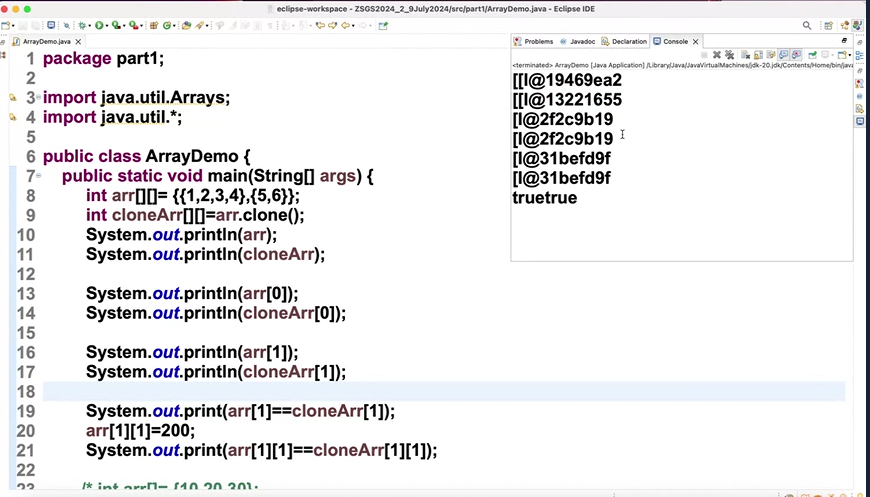 eclipse-workspace - ZSGS2024_2_9July2024/src/part1/ArrayDemo.java - Eclipse IDE
ArrayDemo.java
1 package part1;
2
3 import java.util.Arrays;
4 import java.util.*;
5
6 public class ArrayDemo {
7 public static void main(String[] args) {
8 int arr[][]= {{1,2,3,4},{5,6}};
9 int cloneArr[][]=arr.clone();
10 System.out.println(arr);
11 System.out.println(cloneArr);
12
13 System.out.println(arr[0]);
14 System.out.println(cloneArr[0]);
15
16 System.out.println(arr[1]);
17 System.out.println(cloneArr[1]);
18
19 System.out.print(arr[1]==cloneArr[1]);
20 arr[1][1]=200;
21 System.out.print(arr[1][1]==cloneArr[1][1]);
22
23 /* int arr[]= {10,20,30};
Problems Javadoc Declaration Console
<terminated> ArrayDemo [Java Application] /Library/Java/JavaVirtualMachines/jdk-20.jdk/Contents/Home/bin/java
[[I@19469ea2
[[I@13221655
[I@2f2c9b19
[I@2f2c9b19
[I@31befd9f
[I@31befd9f
truetrue